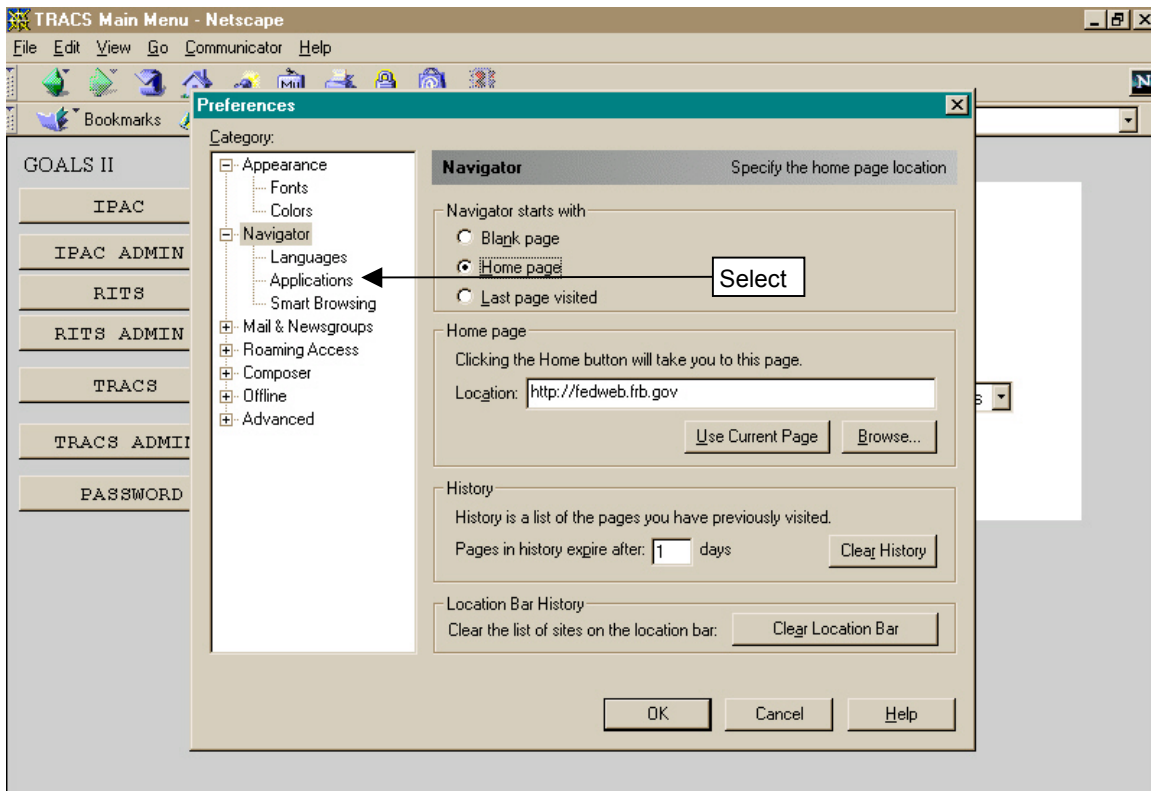 TRACS Main Menu - Netscape
File Edit View Go Communicator Help
Bookmarks
GOALS II
IPAC
IPAC ADMIN
RITS
RITS ADMIN
TRACS
TRACS
PASSWORD
Preferences
Category:
Appearance
Fonts
Colors
Navigator
Languages
Applications
Smart Browsing
Mail & Newsgroups
Roaming Access
Composer
Offline
Advanced
Navigator Specify the home page location
Navigator starts with
Blank page
Home page
Last page visited
Select
Home page
Clicking the Home button will take you to this page.
Location: http://fedweb.frb.gov
Use Current Page Browse...
History
History is a list of the pages you have previously visited.
Pages in history expire after: 1 days Clear History
Location Bar History
Clear the list of sites on the location bar: Clear Location Bar
OK Cancel Help
s
N